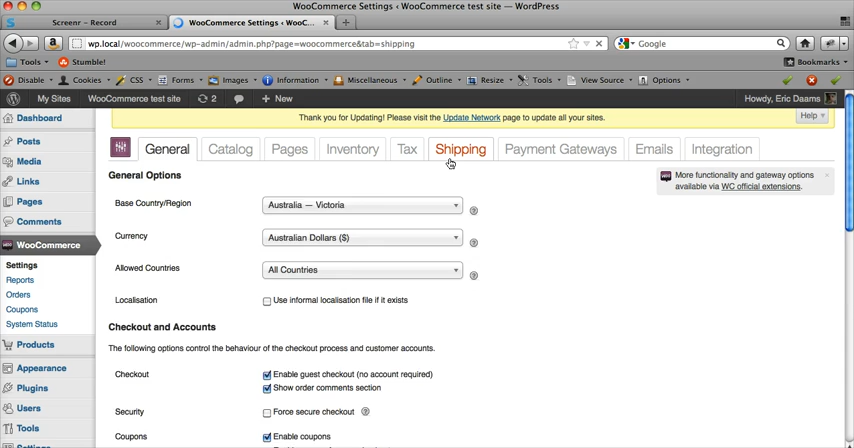 WooCommerce Settings ‹ WooCommerce test site — WordPress
Screenr - Record
WooCommerce Settings ‹ WooC...
wp.local/woocommerce/wp-admin/admin.php?page=woocommerce&tab=shipping
Google
Tools
Stumble!
Bookmarks
Disable
Cookies
CSS
Forms
Images
Information
Miscellaneous
Outline
Resize
Tools
View Source
Options
My Sites
WooCommerce test site
2
+ New
Howdy, Eric Daams
Thank you for Updating! Please visit the Update Network page to update all your sites.
Help
Dashboard
Posts
Media
Links
Pages
Comments
WooCommerce
Settings
Reports
Orders
Coupons
System Status
Products
Appearance
Plugins
Users
Tools
Settings
General
Catalog
Pages
Inventory
Tax
Shipping
Payment Gateways
Emails
Integration
General Options
More functionality and gateway options
available via WC official extensions.
Base Country/Region
Australia — Victoria
Currency
Australian Dollars ($)
Allowed Countries
All Countries
Localisation
Use informal localisation file if it exists
Checkout and Accounts
The following options control the behaviour of the checkout process and customer accounts.
Checkout
Enable guest checkout (no account required)
Show order comments section
Security
Force secure checkout
Coupons
Enable coupons